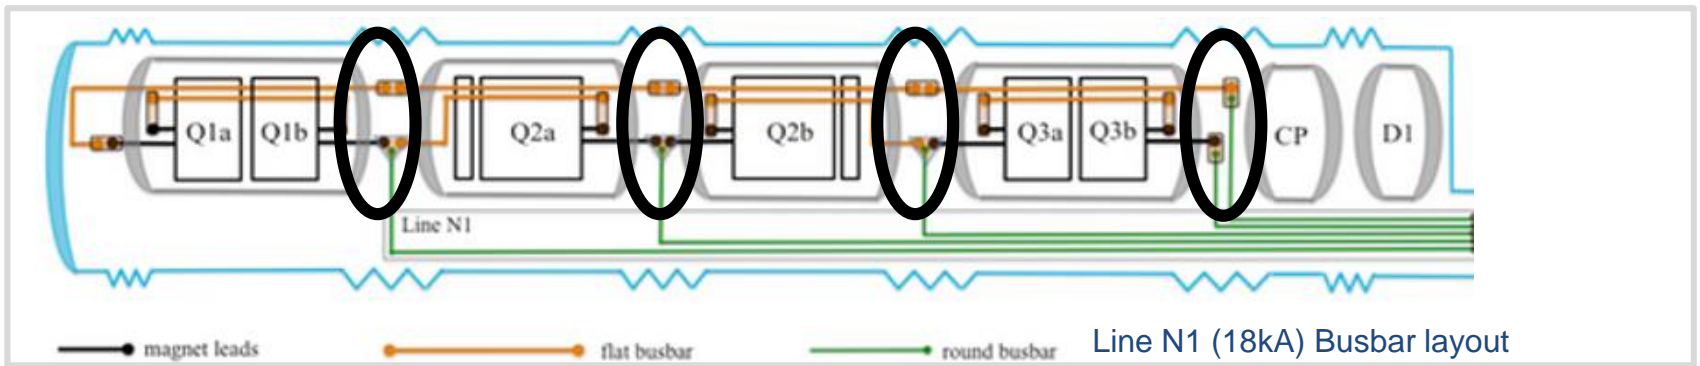 Q1a Q1b Q2a Q2b Q3a Q3b CP D1
Line N1
magnet leads flat busbar round busbar Line N1 (18kA) Busbar layout